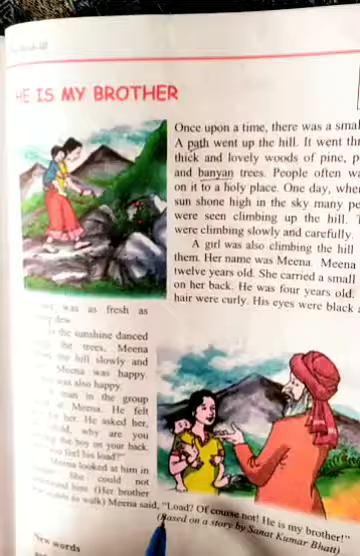 HE IS MY BROTHER
Once upon a time, there was a
A path went up the hill. It went
thick and lovely woods of pine,
and banyan trees. People often
on it to a holy place. One day,
sun shone high in the sky many
were seen climbing up the hill.
were climbing slowly and carefully.
A girl was also climbing the hill
them. Her name was Meena. Meena
twelve years old. She carried a small
on her back. He was four years old.
hair were curly. His eyes were black
was as fresh as
dew.
the sunshine danced
the trees, Meena
the hill slowly and
Meena was happy.
was also happy.
man in the group
Meena. He felt
her. He asked her,
why are you
the boy on your back.
feel his load?"
Meena looked at him in
She could not
him. (Her brother
to walk) Meena said, "Load? Of course not! He is my brother!"
(Based on a story by Sanat Kumar Bhatt)
New words